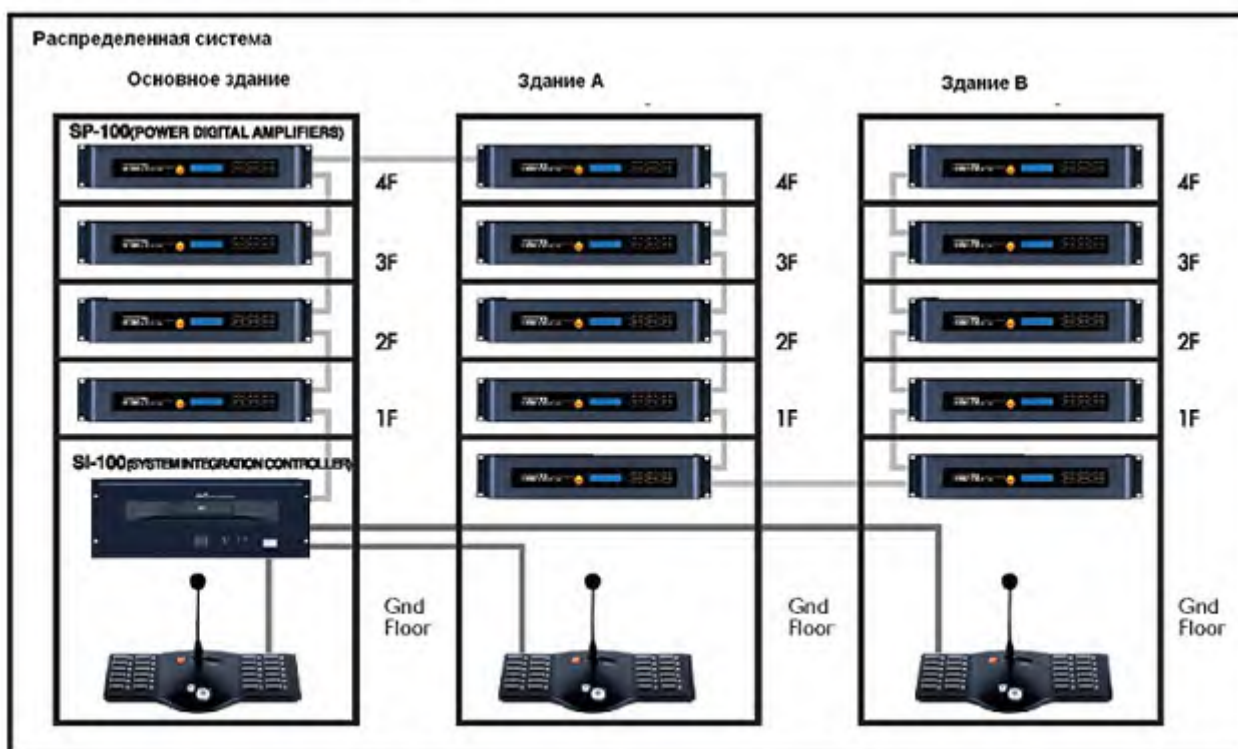 Распределенная система
Основное здание
Здание А
Здание В
SP-100(POWER DIGITAL AMPLIFIERS)
4F
4F
4F
3F
3F
3F
2F
2F
2F
1F
1F
1F
SI-100(SYSTEM INTEGRATION CONTROLLER)
Gnd
Floor
Gnd
Floor
Gnd
Floor